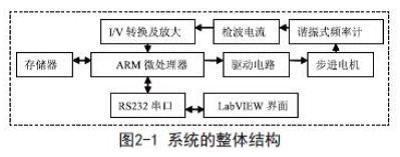 I/V 转换及放大
检波电流
谐振式频率计
存储器
ARM 微处理器
驱动电路
步进电机
RS232 串口
LabVIEW 界面
图2-1 系统的整体结构